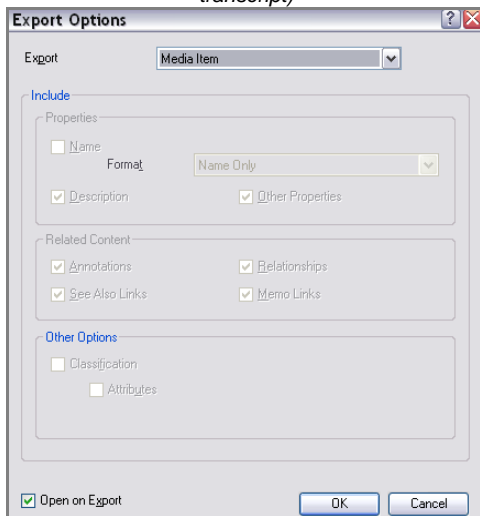 transcript)
Export Options
Export Media Item
Include
Properties
Name
Format Name Only
Description Other Properties
Related Content
Annotations Relationships
See Also Links Memo Links
Other Options
Classification
Attributes
Open on Export OK Cancel